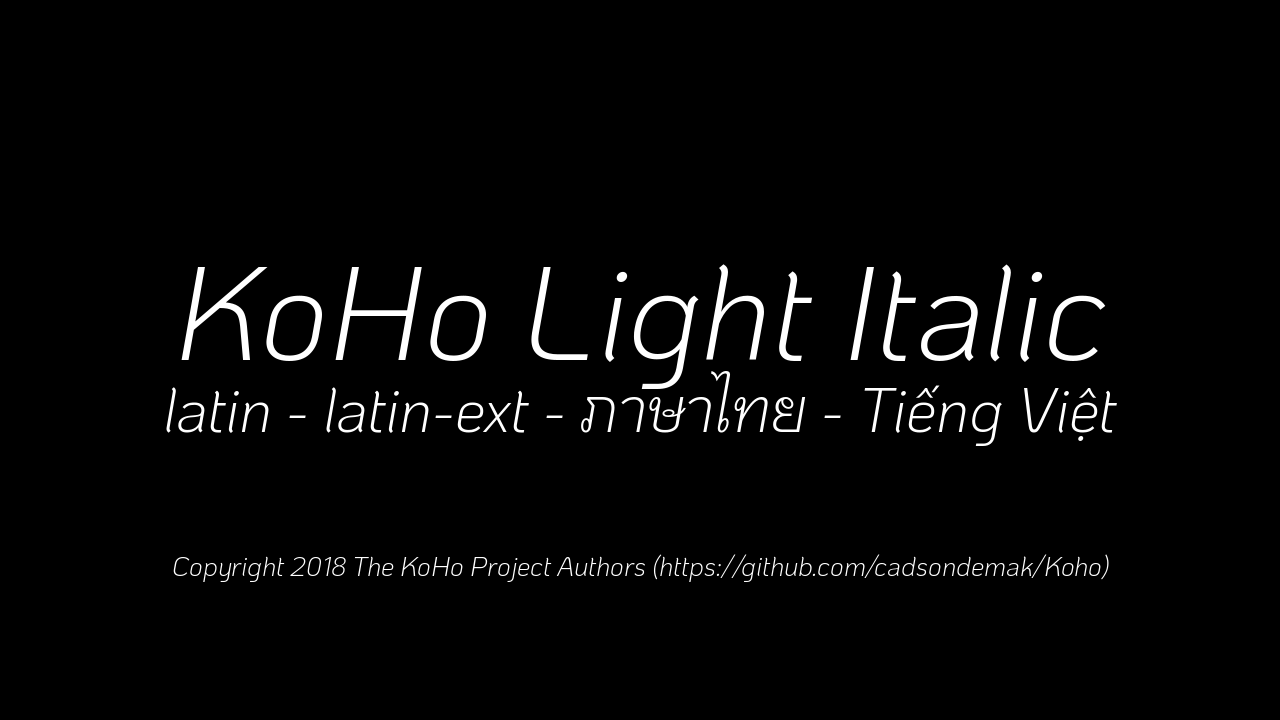 KoHo Light Italic
latin - latin-ext - ภาษาไทย - Tiếng Việt
Copyright 2018 The KoHo Project Authors (https://github.com/cadsondemak/Koho)